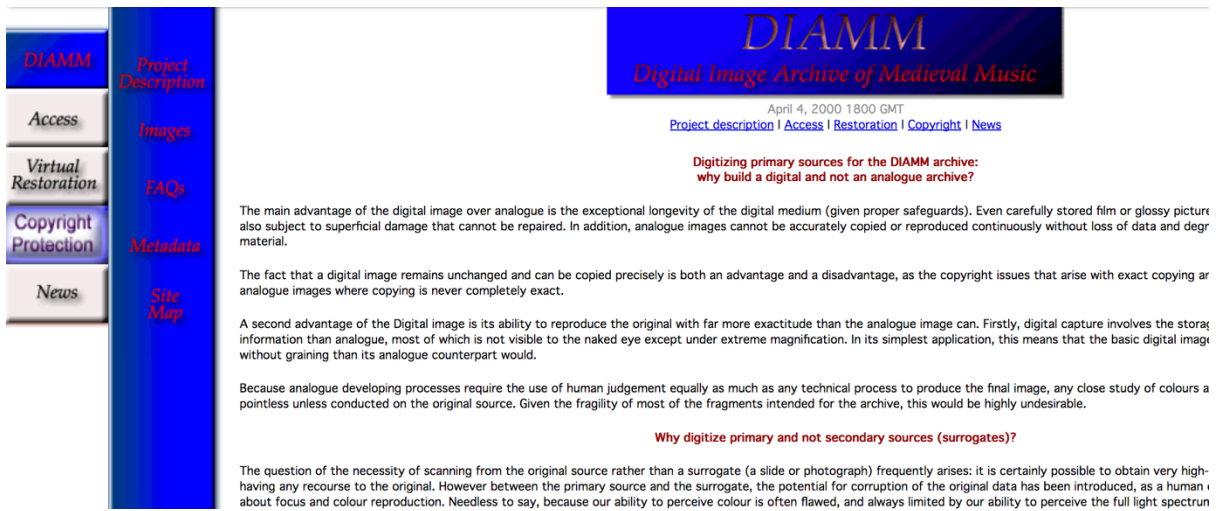 DIAMM
Access
Virtual
Restoration
Copyright
Protection
News
Project
Description
Images
FAQs
Metadata
Site
Map
DIAMM
Digital Image Archive of Medieval Music
April 4, 2000 1800 GMT
Project description | Access | Restoration | Copyright | News
Digitizing primary sources for the DIAMM archive:
why build a digital and not an analogue archive?
The main advantage of the digital image over analogue is the exceptional longevity of the digital medium (given proper safeguards). Even carefully stored film or glossy picture
also subject to superficial damage that cannot be repaired. In addition, analogue images cannot be accurately copied or reproduced continuously without loss of data and degr
material.
The fact that a digital image remains unchanged and can be copied precisely is both an advantage and a disadvantage, as the copyright issues that arise with exact copying ar
analogue images where copying is never completely exact.
A second advantage of the Digital image is its ability to reproduce the original with far more exactitude than the analogue image can. Firstly, digital capture involves the storag
information than analogue, most of which is not visible to the naked eye except under extreme magnification. In its simplest application, this means that the basic digital image
without graining than its analogue counterpart would.
Because analogue developing processes require the use of human judgement equally as much as any technical process to produce the final image, any close study of colours a
pointless unless conducted on the original source. Given the fragility of most of the fragments intended for the archive, this would be highly undesirable.
Why digitize primary and not secondary sources (surrogates)?
The question of the necessity of scanning from the original source rather than a surrogate (a slide or photograph) frequently arises: it is certainly possible to obtain very high-
having any recourse to the original. However between the primary source and the surrogate, the potential for corruption of the original data has been introduced, as a human
about focus and colour reproduction. Needless to say, because our ability to perceive colour is often flawed, and always limited by our ability to perceive the full light spectrum